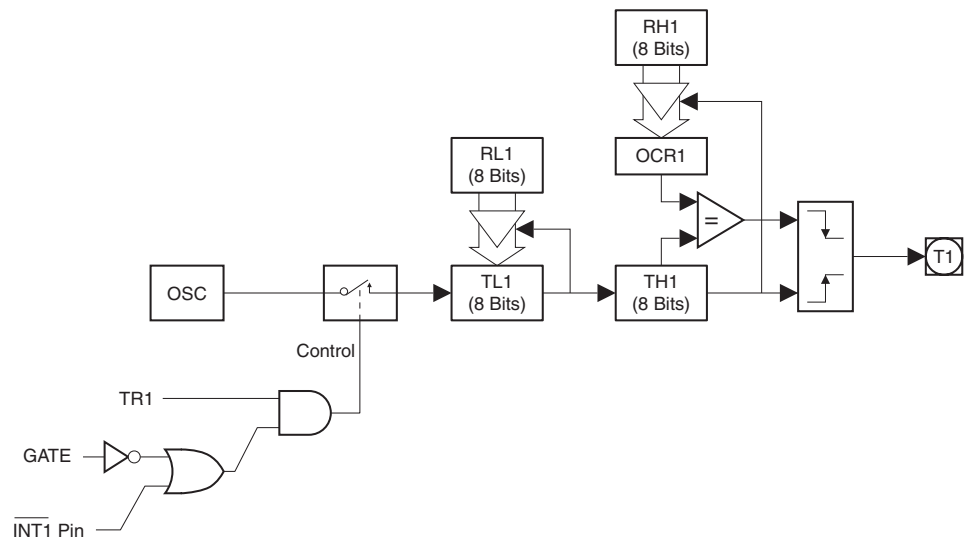 RH1
(8 Bits)
OCR1
RL1
(8 Bits)
=
OSC
TL1
(8 Bits)
TH1
(8 Bits)
T1
Control
TR1
GATE
INT1 Pin